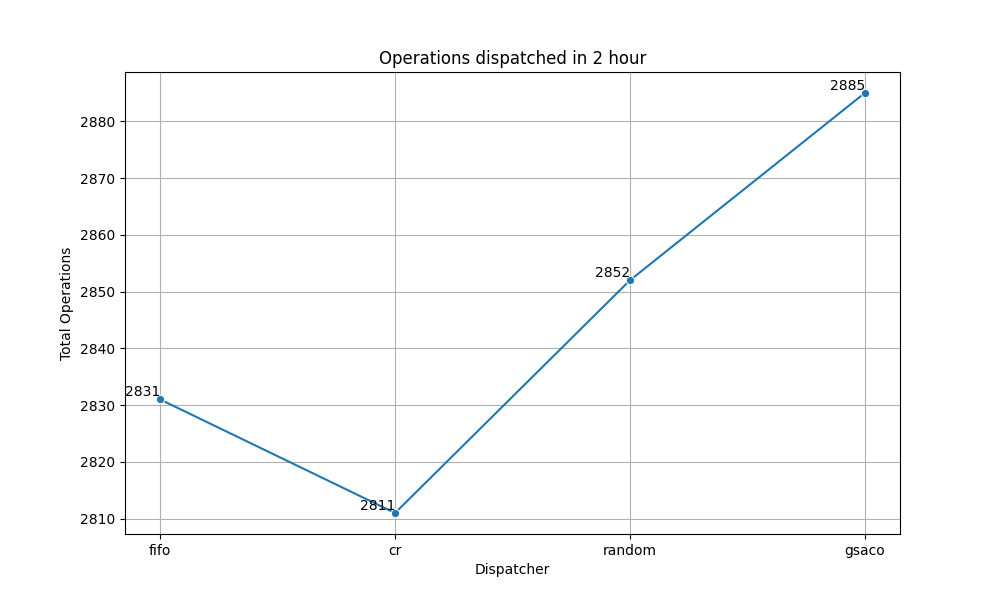 Operations dispatched in 2 hour
Total Operations
2880
2870
2860
2850
2840
2830
2820
2810
2831
2811
2852
2885
fifo
cr
random
gsaco
Dispatcher